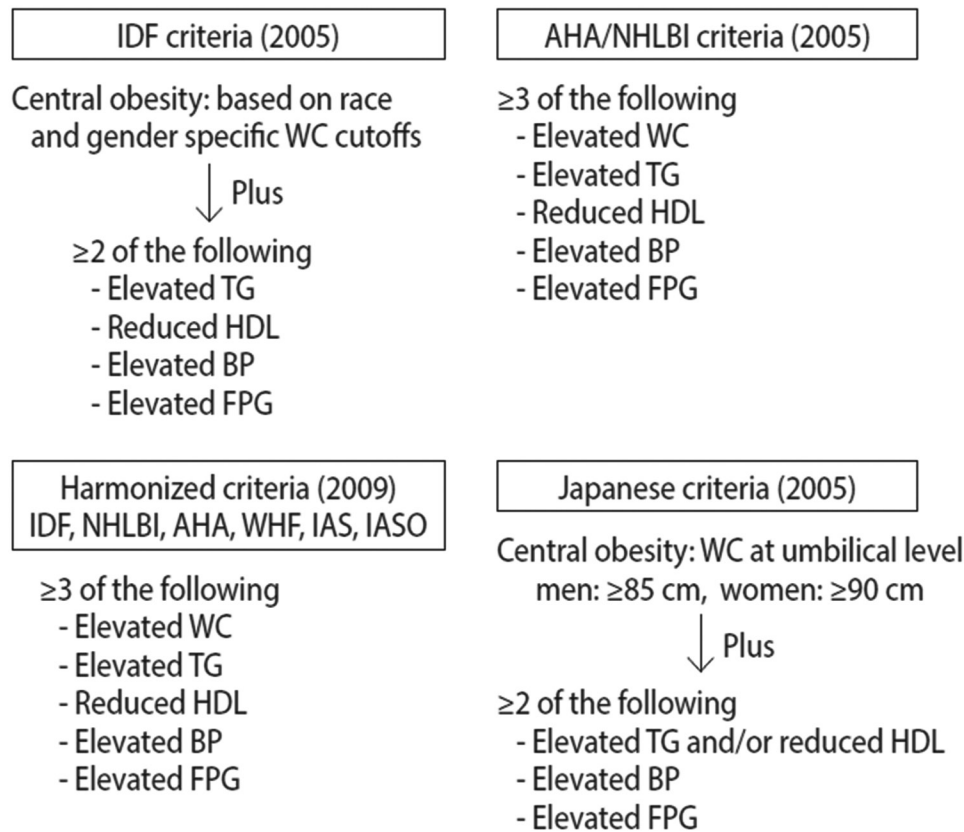 IDF criteria (2005)
Central obesity: based on race
and gender specific WC cutoffs
Plus
≥2 of the following
- Elevated TG
- Reduced HDL
- Elevated BP
- Elevated FPG
AHA/NHLBI criteria (2005)
≥3 of the following
- Elevated WC
- Elevated TG
- Reduced HDL
- Elevated BP
- Elevated FPG
Harmonized criteria (2009)
IDF, NHLBI, AHA, WHF, IAS, IASO
≥3 of the following
- Elevated WC
- Elevated TG
- Reduced HDL
- Elevated BP
- Elevated FPG
Japanese criteria (2005)
Central obesity: WC at umbilical level
men: ≥85 cm, women: ≥90 cm
Plus
≥2 of the following
- Elevated TG and/or reduced HDL
- Elevated BP
- Elevated FPG